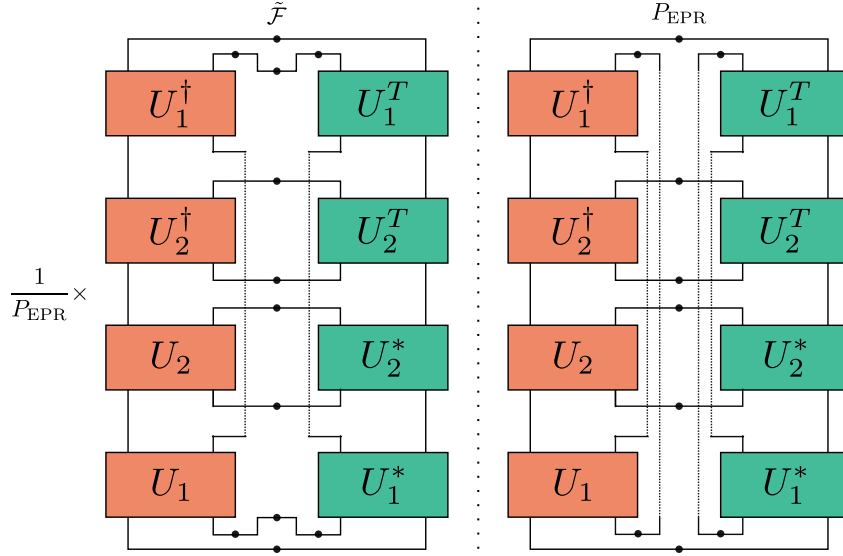 $\tilde{\mathcal{F}}$ $P_{\mathrm{EPR}}$
$U_1^\dagger$ $U_1^T$ $U_1^\dagger$ $U_1^T$
$U_2^\dagger$ $U_2^T$ $U_2^\dagger$ $U_2^T$
$\frac{1}{P_{\mathrm{EPR}}} \times$
$U_2$ $U_2^*$ $U_2$ $U_2^*$
$U_1$ $U_1^*$ $U_1$ $U_1^*$